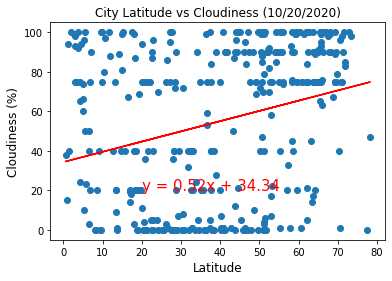 City Latitude vs Cloudiness (10/20/2020)
Cloudiness (%)
100
80
60
40
20
0
y = 0.52x + 34.34
0 10 20 30 40 50 60 70 80
Latitude